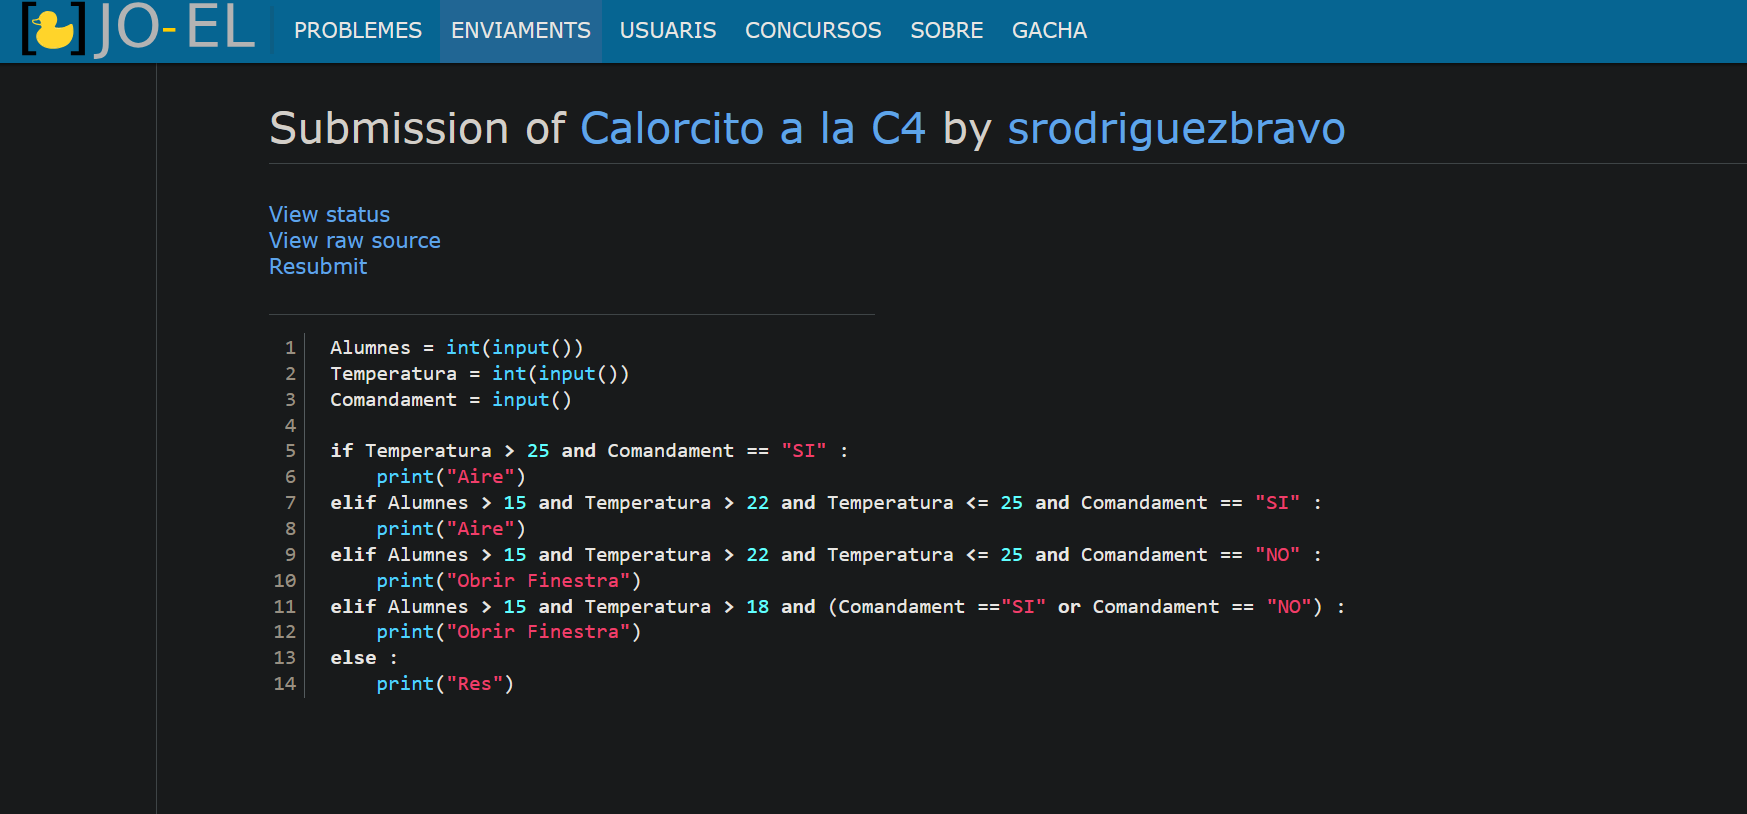 JO-EL PROBLEMES ENVIAMENTS USUARIS CONCURSOS SOBRE GACHA
Submission of Calorcito a la C4 by srodriguezbravo
View status
View raw source
Resubmit
1 Alumnes = int(input())
2 Temperatura = int(input())
3 Comandament = input()
4
5 if Temperatura > 25 and Comandament == "SI" :
6     print("Aire")
7 elif Alumnes > 15 and Temperatura > 22 and Temperatura <= 25 and Comandament == "SI" :
8     print("Aire")
9 elif Alumnes > 15 and Temperatura > 22 and Temperatura <= 25 and Comandament == "NO" :
10     print("Obrir Finestra")
11 elif Alumnes > 15 and Temperatura > 18 and (Comandament =="SI" or Comandament == "NO") :
12     print("Obrir Finestra")
13 else :
14     print("Res")